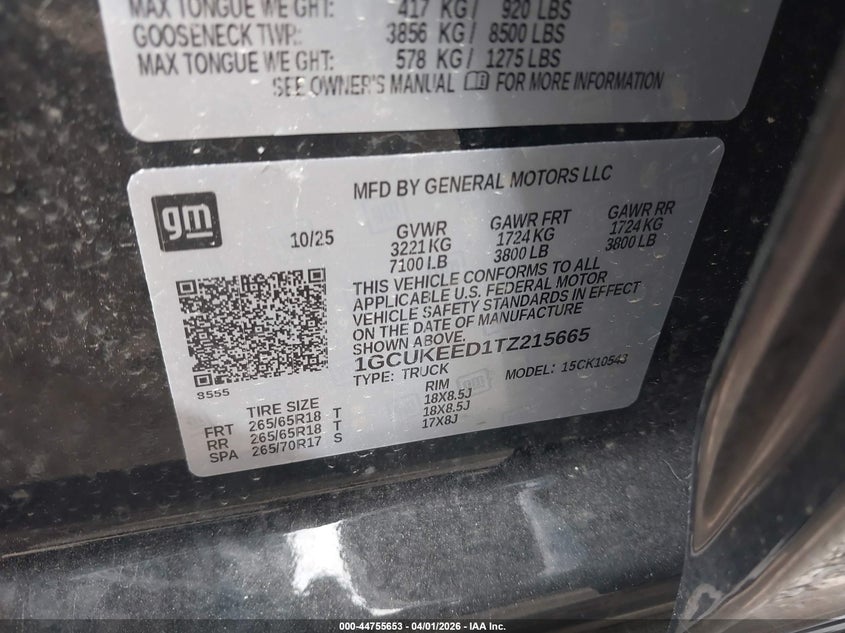 MAX TONGUE WEIGHT: 417 KG/ 920 LBS
GOOSENECK TWR: 3856 KG/ 8500 LBS
MAX TONGUE WEIGHT: 578 KG/ 1275 LBS
SEE OWNER'S MANUAL FOR MORE INFORMATION
gm
MFD BY GENERAL MOTORS LLC
10/25
GVWR GAWR FRT GAWR RR
3221 KG 1724 KG 1724 KG
7100 LB 3800 LB 3800 LB
THIS VEHICLE CONFORMS TO ALL
APPLICABLE U.S. FEDERAL MOTOR
VEHICLE SAFETY STANDARDS IN EFFECT
ON THE DATE OF MANUFACTURE
SHOWN ABOVE.
1GCUKEED1TZ215665
TYPE: TRUCK MODEL: 15CK10543
8555
TIRE SIZE RIM
FRT 265/65R18 T 18X8.5J
RR 265/65R18 T 18X8.5J
SPA 265/70R17 S 17X8J
000-44755653 - 04/01/2026 - IAA Inc.